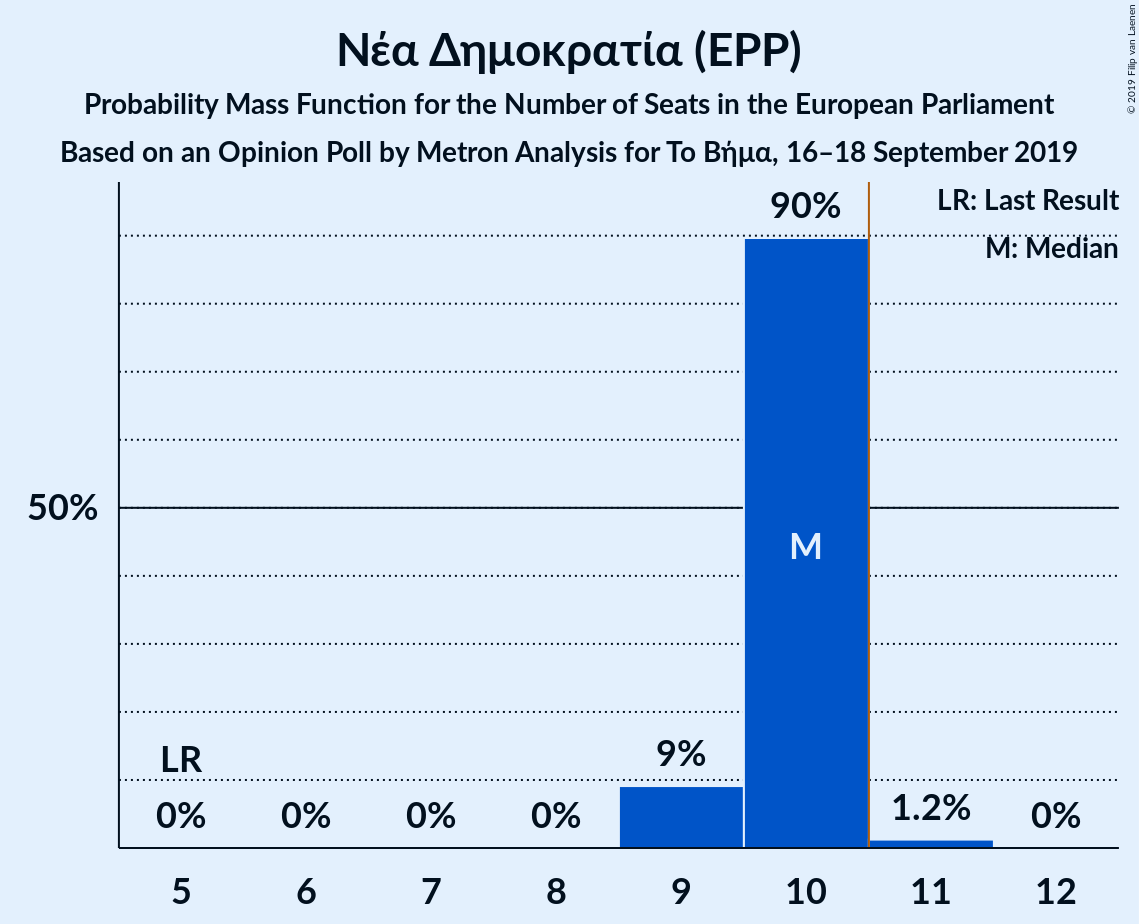 Νέα Δημοκρατία (EPP)
Probability Mass Function for the Number of Seats in the European Parliament
Based on an Opinion Poll by Metron Analysis for Το Βήμα, 16–18 September 2019
© 2019 Filip van Laenen
LR: Last Result
M: Median
90%
50%
M
LR
9%
0%
0%
0%
0%
1.2%
0%
5 6 7 8 9 10 11 12